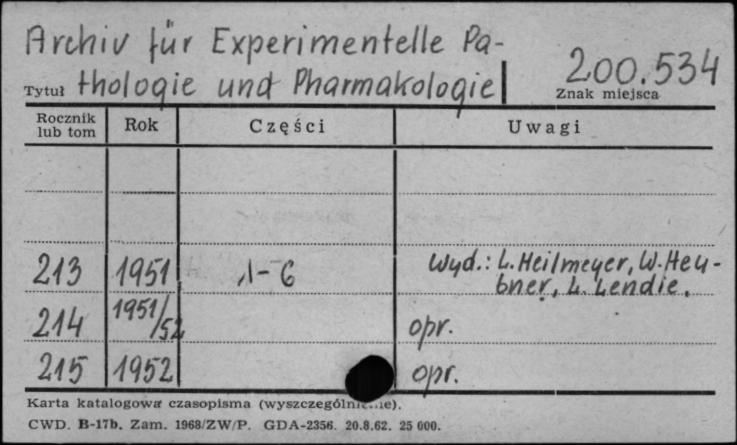 Archiv für Experimentelle Pa-
Tytuł thologie und Pharmakologie
200.534
Znak miejsca
Rocznik lub tom Rok Części Uwagi
213 1951 1-6 Wyd.: L. Heilmeyer, W. Heu-
bner, L. Lendle.
214 1951/52 opr.
215 1952 opr.
Karta katalogowa czasopisma (wyszczególnienie).
CWD. B-17b. Zam. 1968/ZW/P. GDA-2356. 20.8.62. 25 000.